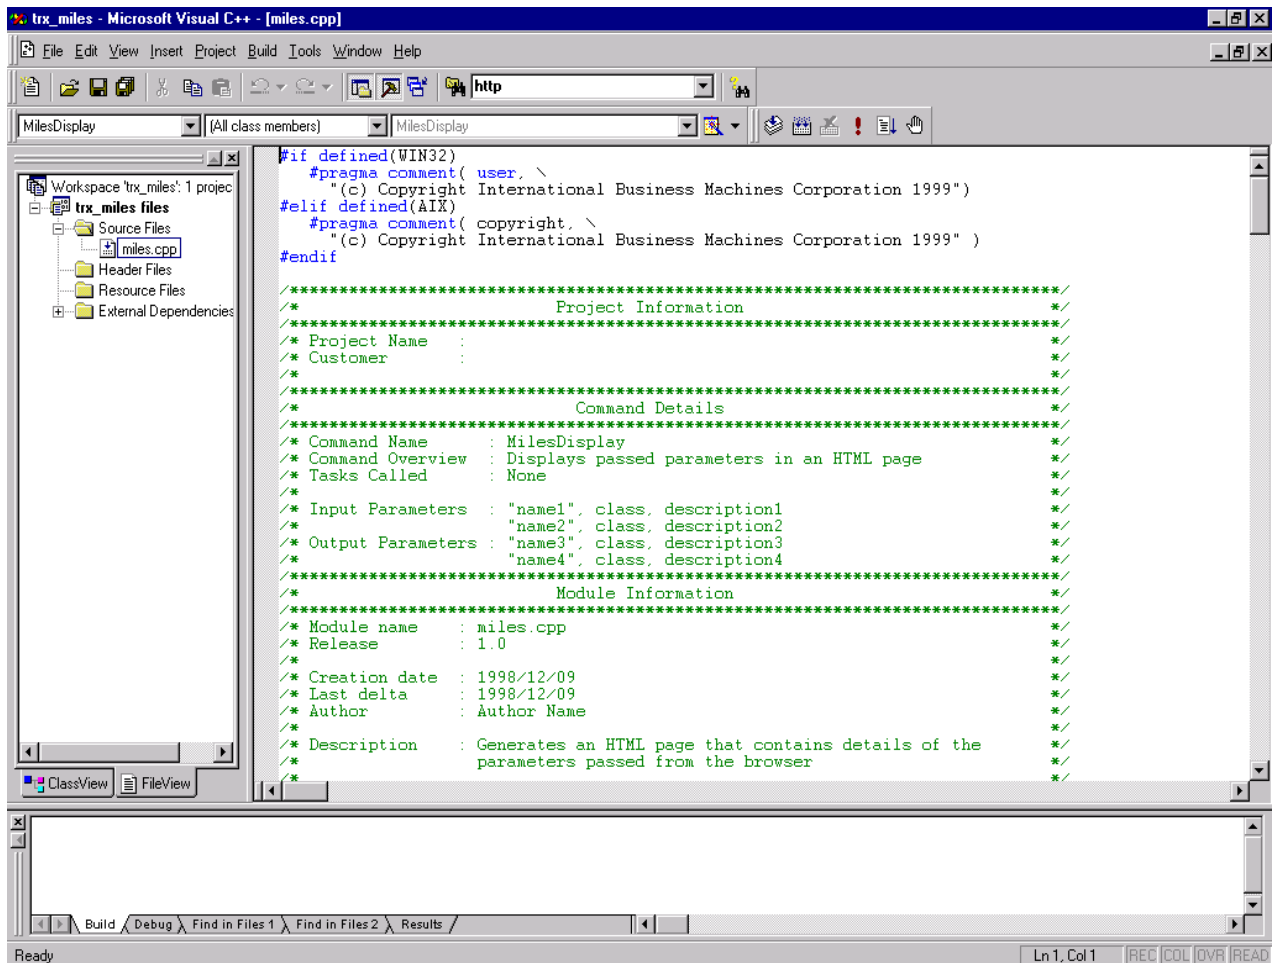 trx_miles - Microsoft Visual C++ - [miles.cpp]
File Edit View Insert Project Build Tools Window Help
http
MilesDisplay (All class members) MilesDisplay
Workspace 'trx_miles': 1 projec
trx_miles files
Source Files
miles.cpp
Header Files
Resource Files
External Dependencies
ClassView FileView
#if defined(WIN32)
#pragma comment( user, \
"(c) Copyright International Business Machines Corporation 1999")
#elif defined(AIX)
#pragma comment( copyright, \
"(c) Copyright International Business Machines Corporation 1999" )
#endif
/******************************************************************************/
/* Project Information */
/******************************************************************************/
/* Project Name : */
/* Customer : */
/* */
/******************************************************************************/
/* Command Details */
/******************************************************************************/
/* Command Name : MilesDisplay */
/* Command Overview : Displays passed parameters in an HTML page */
/* Tasks Called : None */
/* */
/* Input Parameters : "name1", class, description1 */
/* "name2", class, description2 */
/* Output Parameters : "name3", class, description3 */
/* "name4", class, description4 */
/******************************************************************************/
/* Module Information */
/******************************************************************************/
/* Module name : miles.cpp */
/* Release : 1.0 */
/* */
/* Creation date : 1998/12/09 */
/* Last delta : 1998/12/09 */
/* Author : Author Name */
/* */
/* Description : Generates an HTML page that contains details of the */
/* parameters passed from the browser */
/* */
Build Debug Find in Files 1 Find in Files 2 Results
Ready Ln 1, Col 1 REC COL OVR READ